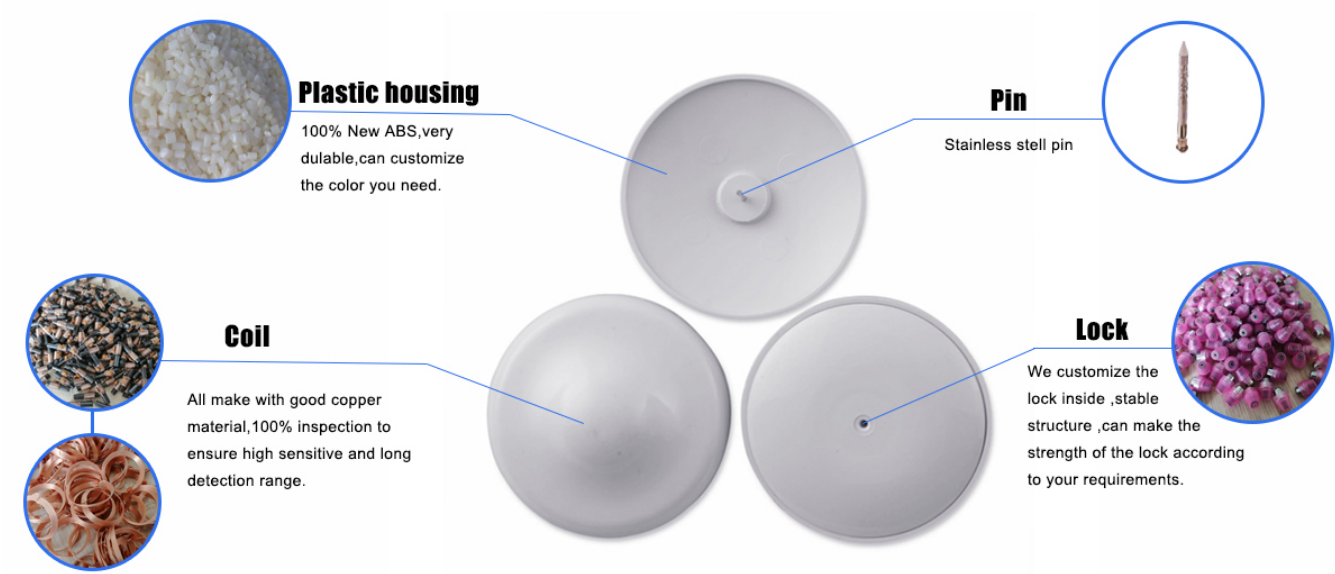 Plastic housing
100% New ABS,very
dulable,can customize
the color you need.
Pin
Stainless stell pin
Coil
All make with good copper
material,100% inspection to
ensure high sensitive and long
detection range.
Lock
We customize the
lock inside ,stable
structure ,can make the
strength of the lock according
to your requirements.